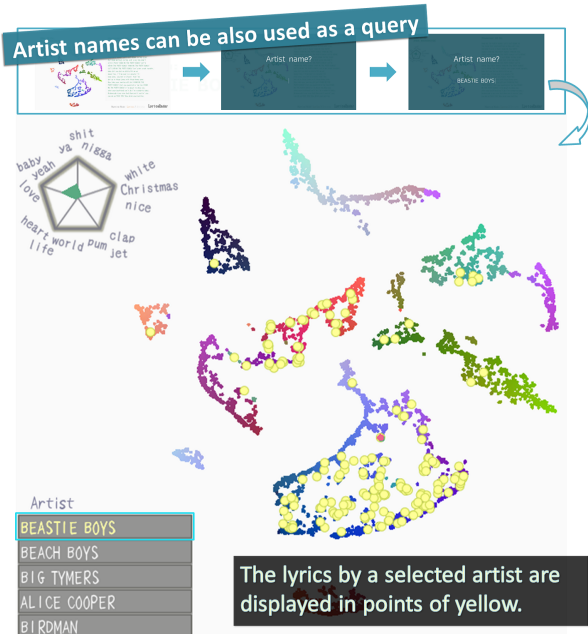 Artist names can be also used as a query
Artist name?
Artist name?
BEASTIE BOYS:
shit
ya nigga
baby
yeah
love
white
Christmas
nice
heart
life
world
pum
clap
jet
Artist
BEASTIE BOYS
BEACH BOYS
BIG TYMERS
ALICE COOPER
BIRDMAN
The lyrics by a selected artist are
displayed in points of yellow.